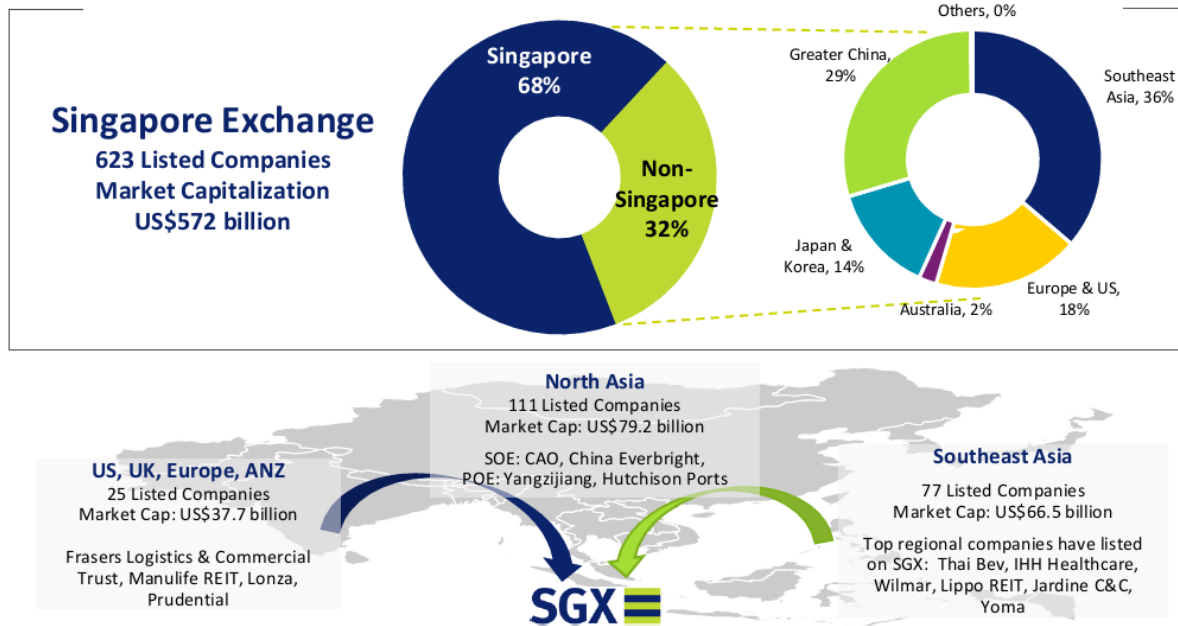 Singapore Exchange
623 Listed Companies
Market Capitalization
US$572 billion
Singapore
68%
Non-
Singapore
32%
Others, 0%
Greater China,
29%
Southeast
Asia, 36%
Japan &
Korea, 14%
Australia, 2%
Europe & US,
18%
North Asia
111 Listed Companies
Market Cap: US$79.2 billion
SOE: CAO, China Everbright,
POE: Yangzijiang, Hutchison Ports
US, UK, Europe, ANZ
25 Listed Companies
Market Cap: US$37.7 billion
Frasers Logistics & Commercial
Trust, Manulife REIT, Lonza,
Prudential
Southeast Asia
77 Listed Companies
Market Cap: US$66.5 billion
Top regional companies have listed
on SGX: Thai Bev, IHH Healthcare,
Wilmar, Lippo REIT, Jardine C&C,
Yoma
SGX